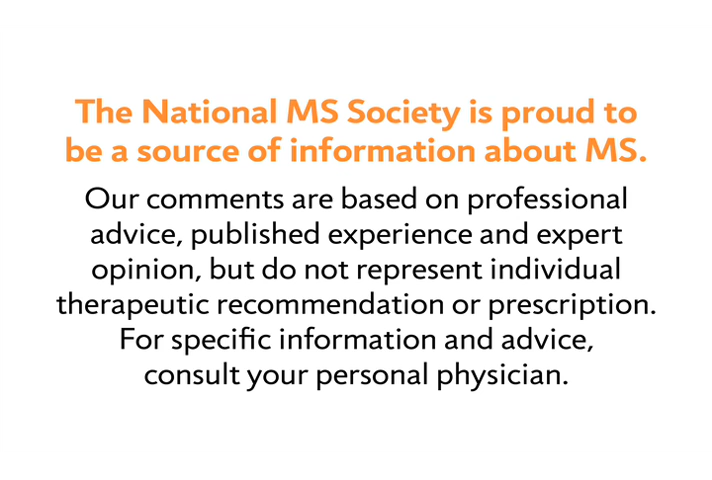 The National MS Society is proud to
be a source of information about MS.
Our comments are based on professional
advice, published experience and expert
opinion, but do not represent individual
therapeutic recommendation or prescription.
For specific information and advice,
consult your personal physician.